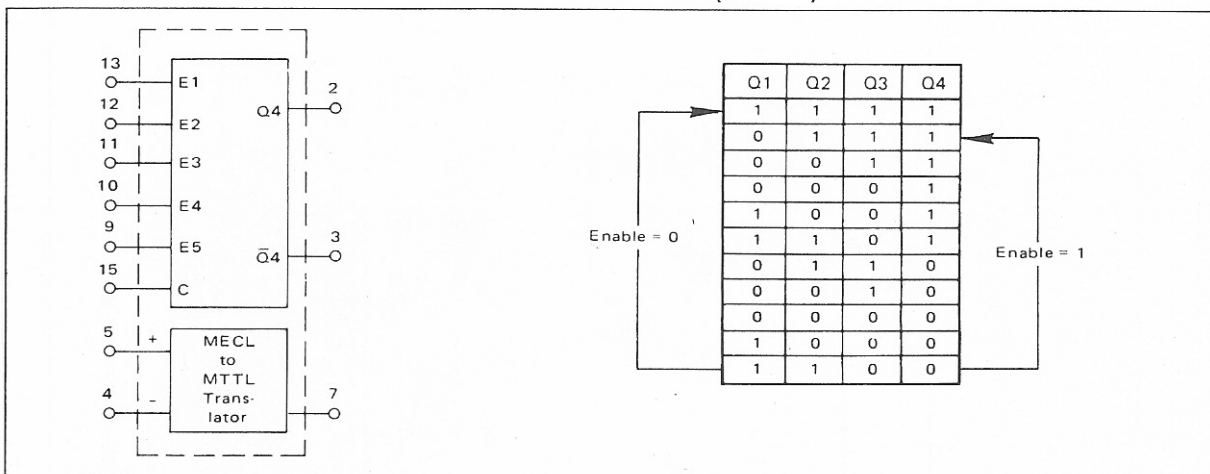 13
E1
12
E2
Q4
2
11
E3
10
E4
9
E5
Q̄4
3
15
C
5
+
MECL
to
MTTL
Trans-
lator
4
-
7
Q1 Q2 Q3 Q4
1 1 1 1
0 1 1 1
0 0 1 1
0 0 0 1
1 0 0 1
1 1 0 1
0 1 1 0
0 0 1 0
0 0 0 0
1 0 0 0
1 1 0 0
Enable = 0
Enable = 1